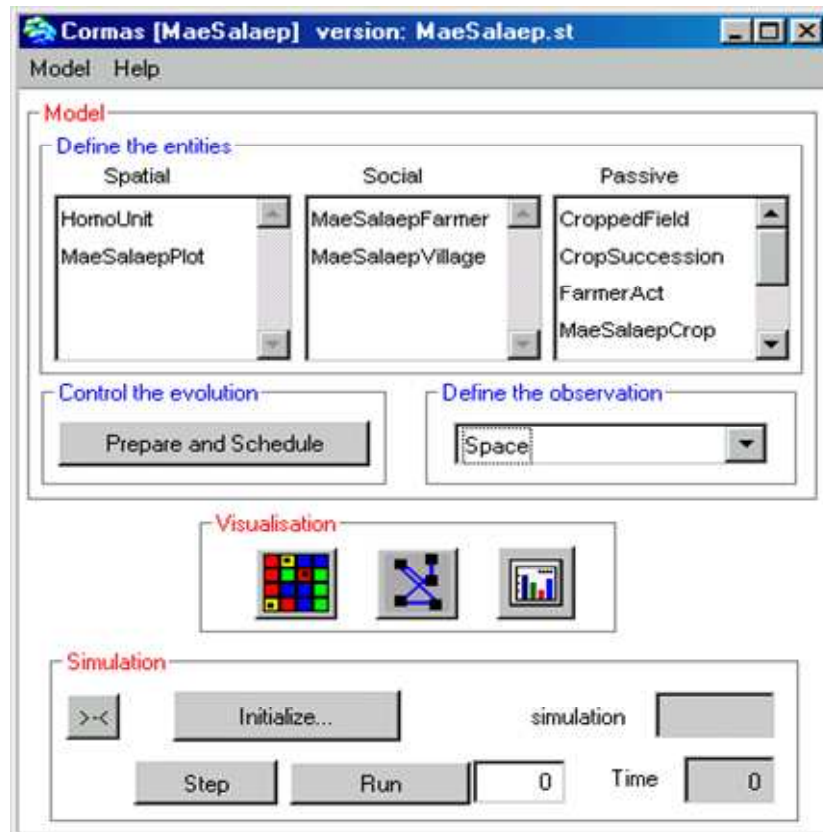 Cormas [MaeSalaep] version: MaeSalaep.st
Model Help
Model
Define the entities
Spatial Social Passive
HomoUnit MaeSalaepFarmer CroppedField
MaeSalaepPlot MaeSalaepVillage CropSuccession
FarmerAct
MaeSalaepCrop
Control the evolution Define the observation
Prepare and Schedule Space
Visualisation
Simulation
>-< Initialize... simulation
Step Run 0 Time 0